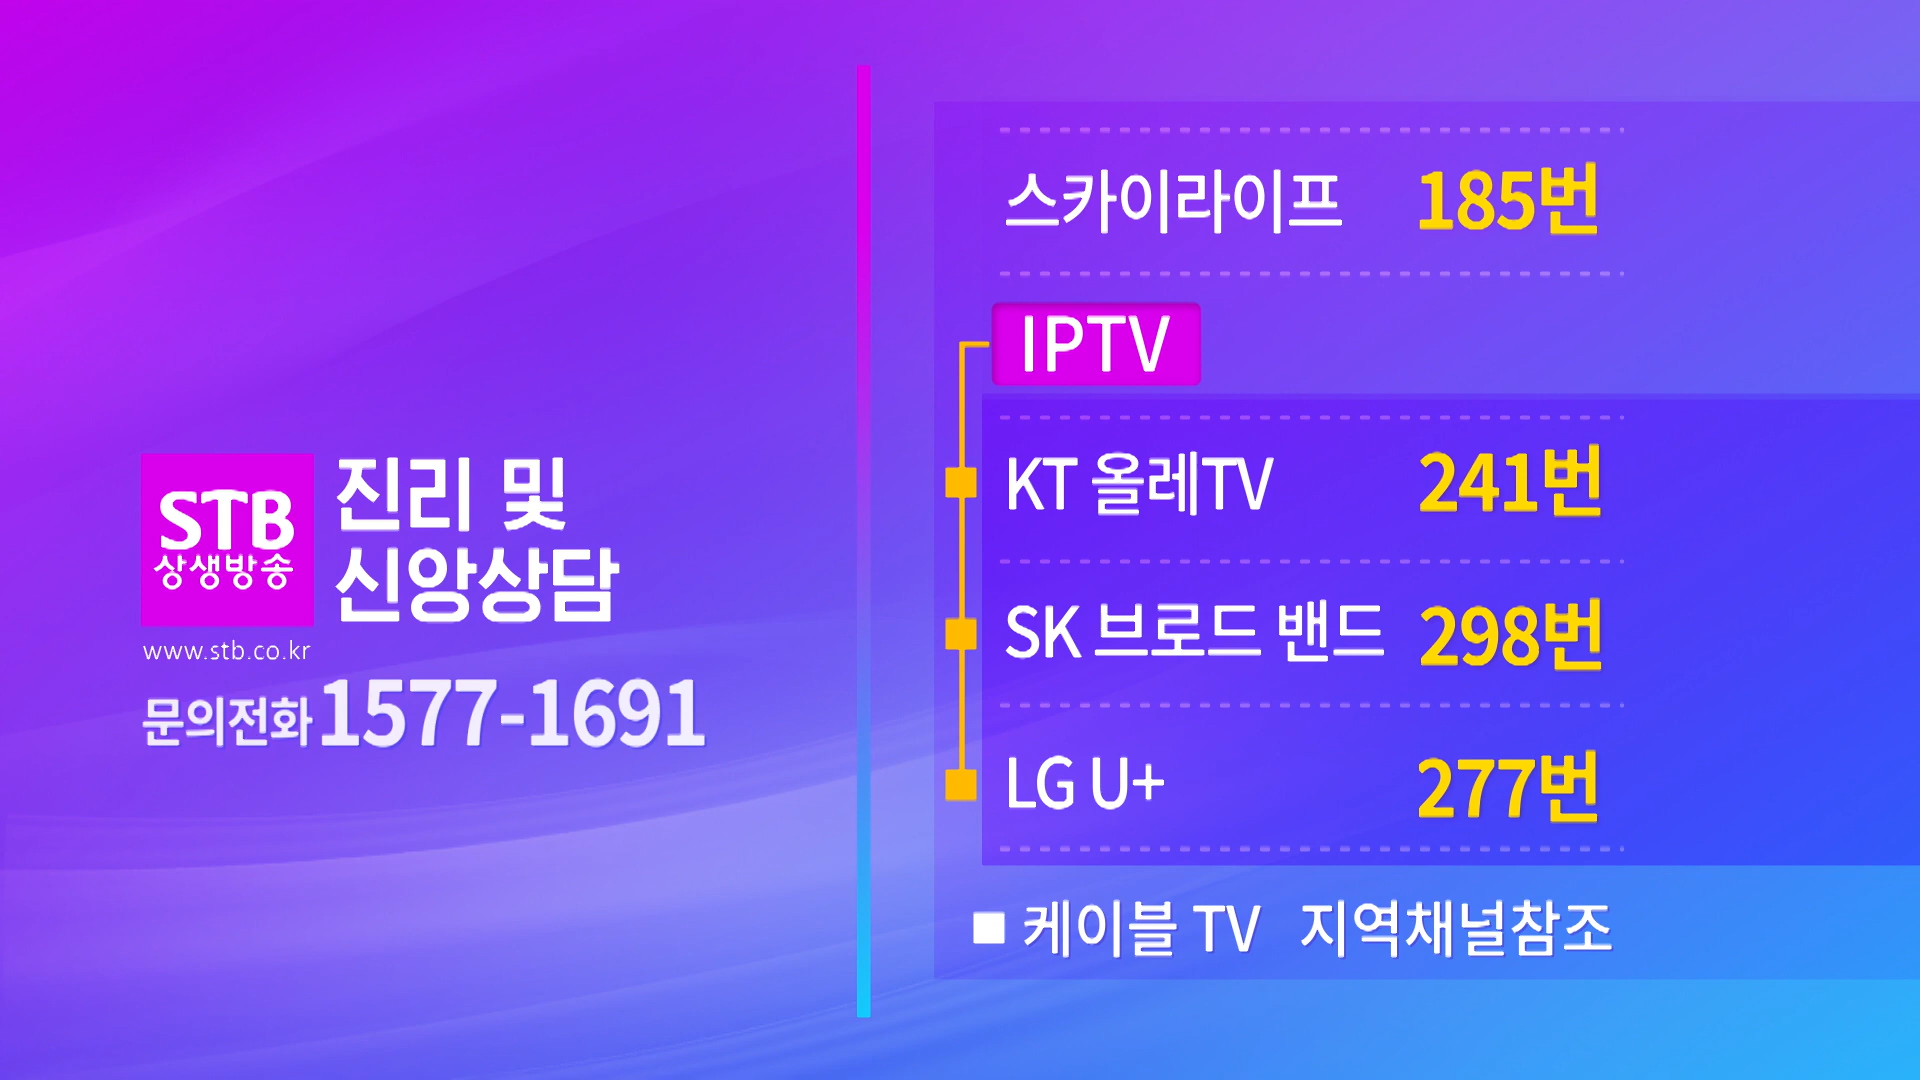 STB
상생방송
www.stb.co.kr
진리 및
신앙상담
문의전화 1577-1691
스카이라이프 185번
IPTV
KT 올레TV 241번
SK 브로드 밴드 298번
LG U+ 277번
케이블 TV 지역채널참조